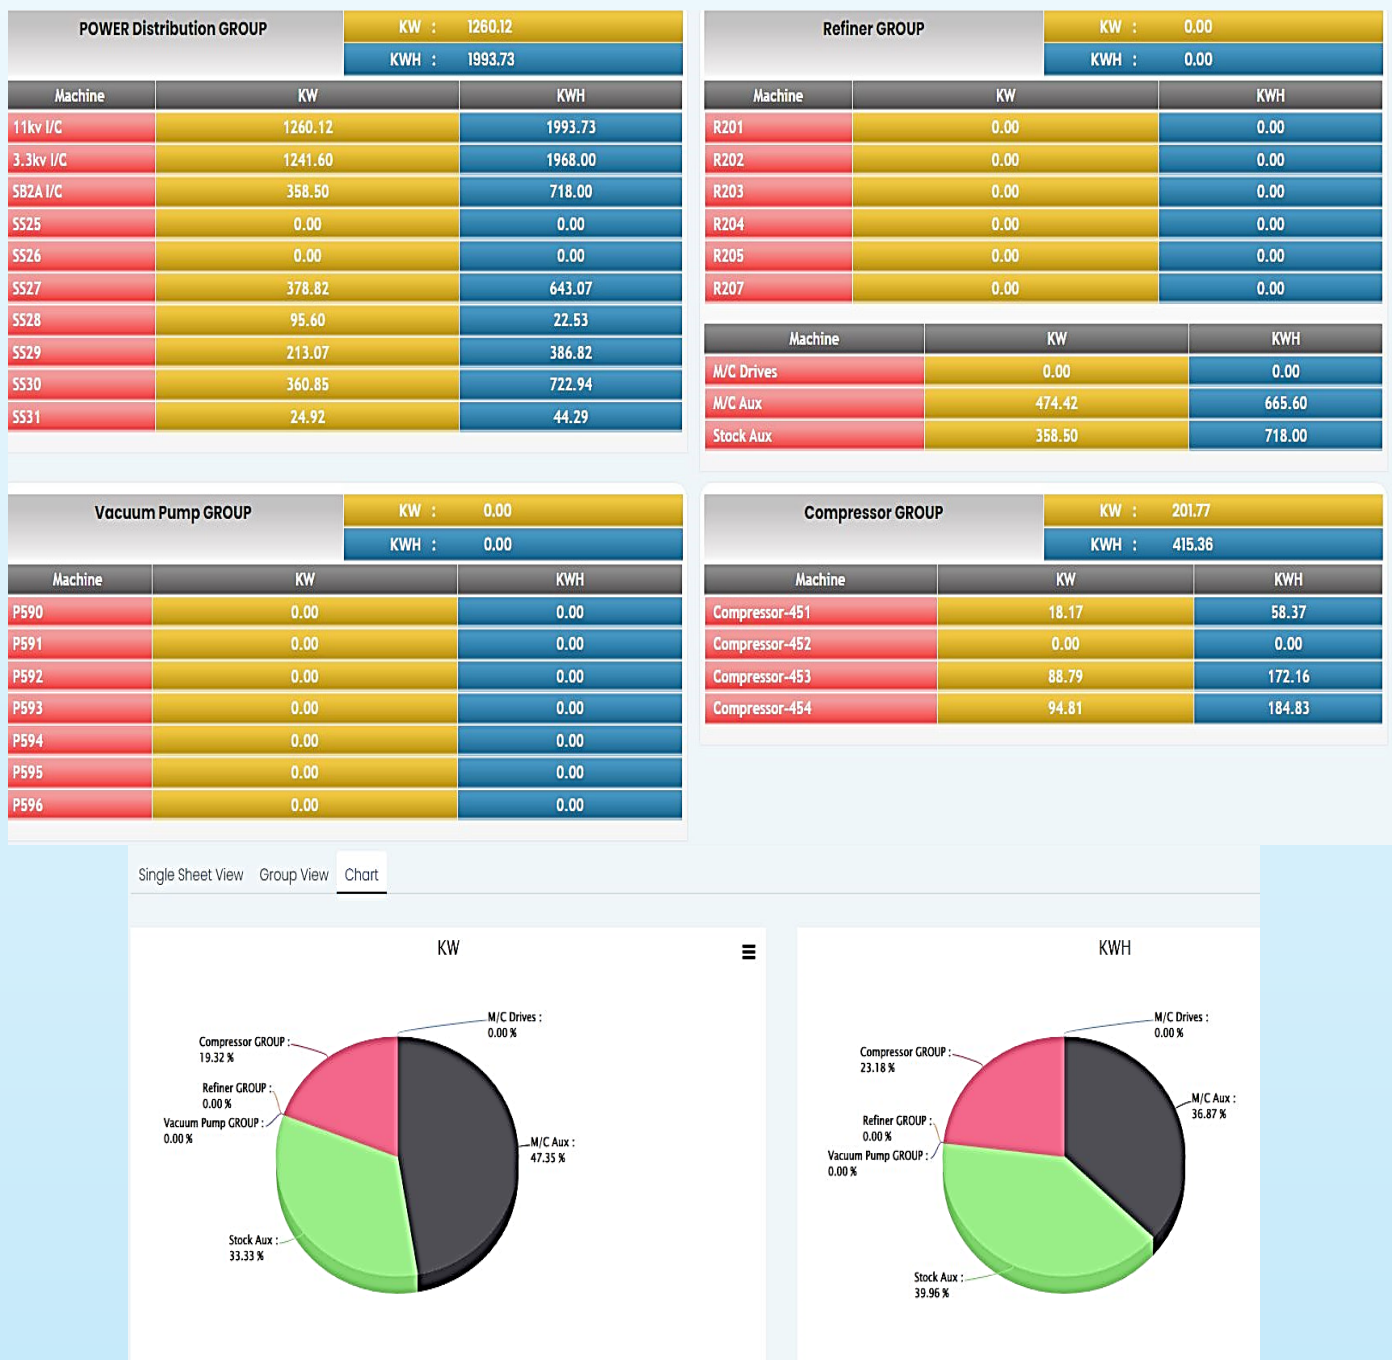 POWER Distribution GROUP
KW : 1260.12
KWH : 1993.73
Machine KW KWH
11kv I/C 1260.12 1993.73
3.3kv I/C 1241.60 1968.00
SB2A I/C 358.50 718.00
SS25 0.00 0.00
SS26 0.00 0.00
SS27 378.82 643.07
SS28 95.60 22.53
SS29 213.07 386.82
SS30 360.85 722.94
SS31 24.92 44.29
Refiner GROUP
KW : 0.00
KWH : 0.00
Machine KW KWH
R201 0.00 0.00
R202 0.00 0.00
R203 0.00 0.00
R204 0.00 0.00
R205 0.00 0.00
R207 0.00 0.00
Machine KW KWH
M/C Drives 0.00 0.00
M/C Aux 474.42 665.60
Stock Aux 358.50 718.00
Vacuum Pump GROUP
KW : 0.00
KWH : 0.00
Machine KW KWH
P590 0.00 0.00
P591 0.00 0.00
P592 0.00 0.00
P593 0.00 0.00
P594 0.00 0.00
P595 0.00 0.00
P596 0.00 0.00
Compressor GROUP
KW : 201.77
KWH : 415.36
Machine KW KWH
Compressor-451 18.17 58.37
Compressor-452 0.00 0.00
Compressor-453 88.79 172.16
Compressor-454 94.81 184.83
Single Sheet View Group View Chart
KW
M/C Drives :
0.00 %
Compressor GROUP :
19.32 %
Refiner GROUP :
0.00 %
Vacuum Pump GROUP :
0.00 %
M/C Aux :
47.35 %
Stock Aux :
33.33 %
KWH
M/C Drives :
0.00 %
Compressor GROUP :
23.18 %
M/C Aux :
36.87 %
Refiner GROUP :
0.00 %
Vacuum Pump GROUP :
0.00 %
Stock Aux :
39.96 %